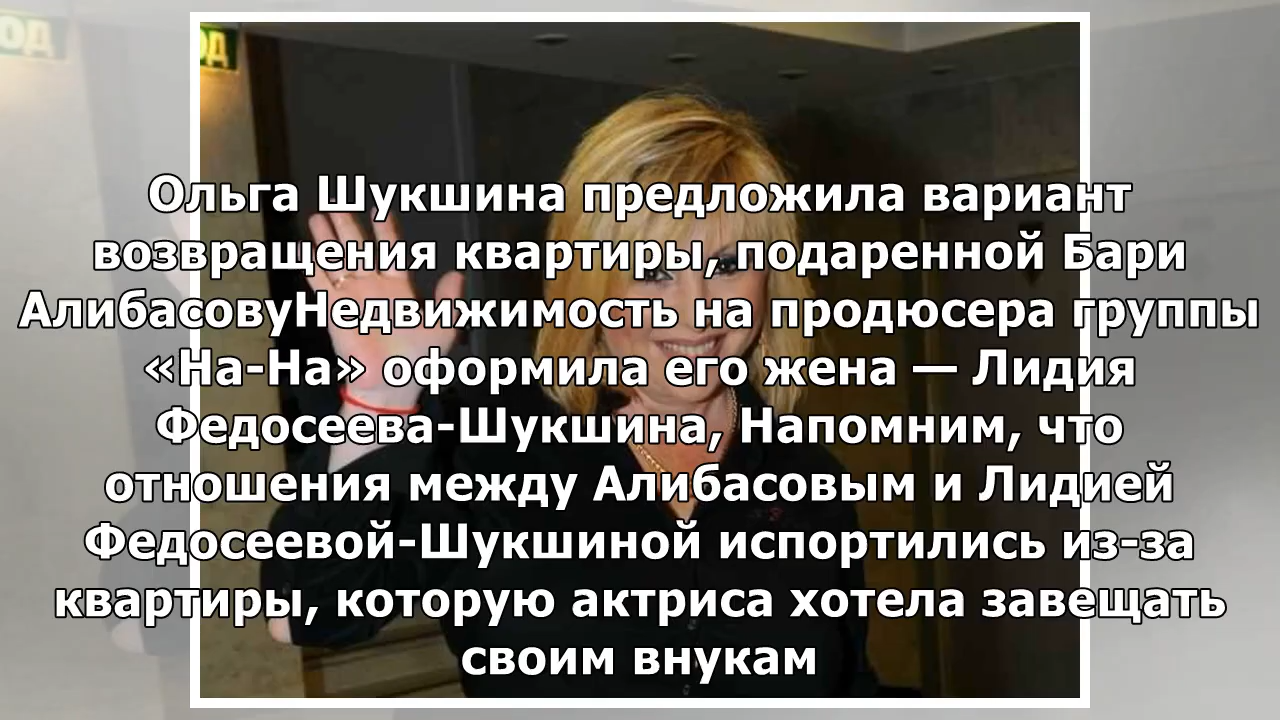 ОД
ОД
Ольга Шукшина предложила вариант
возвращения квартиры, подаренной Бари
АлибасовуНедвижимость на продюсера группы
«На-На» оформила его жена — Лидия
Федосеева-Шукшина, Напомним, что
отношения между Алибасовым и Лидией
Федосеевой-Шукшиной испортились из-за
квартиры, которую актриса хотела завещать
своим внукам